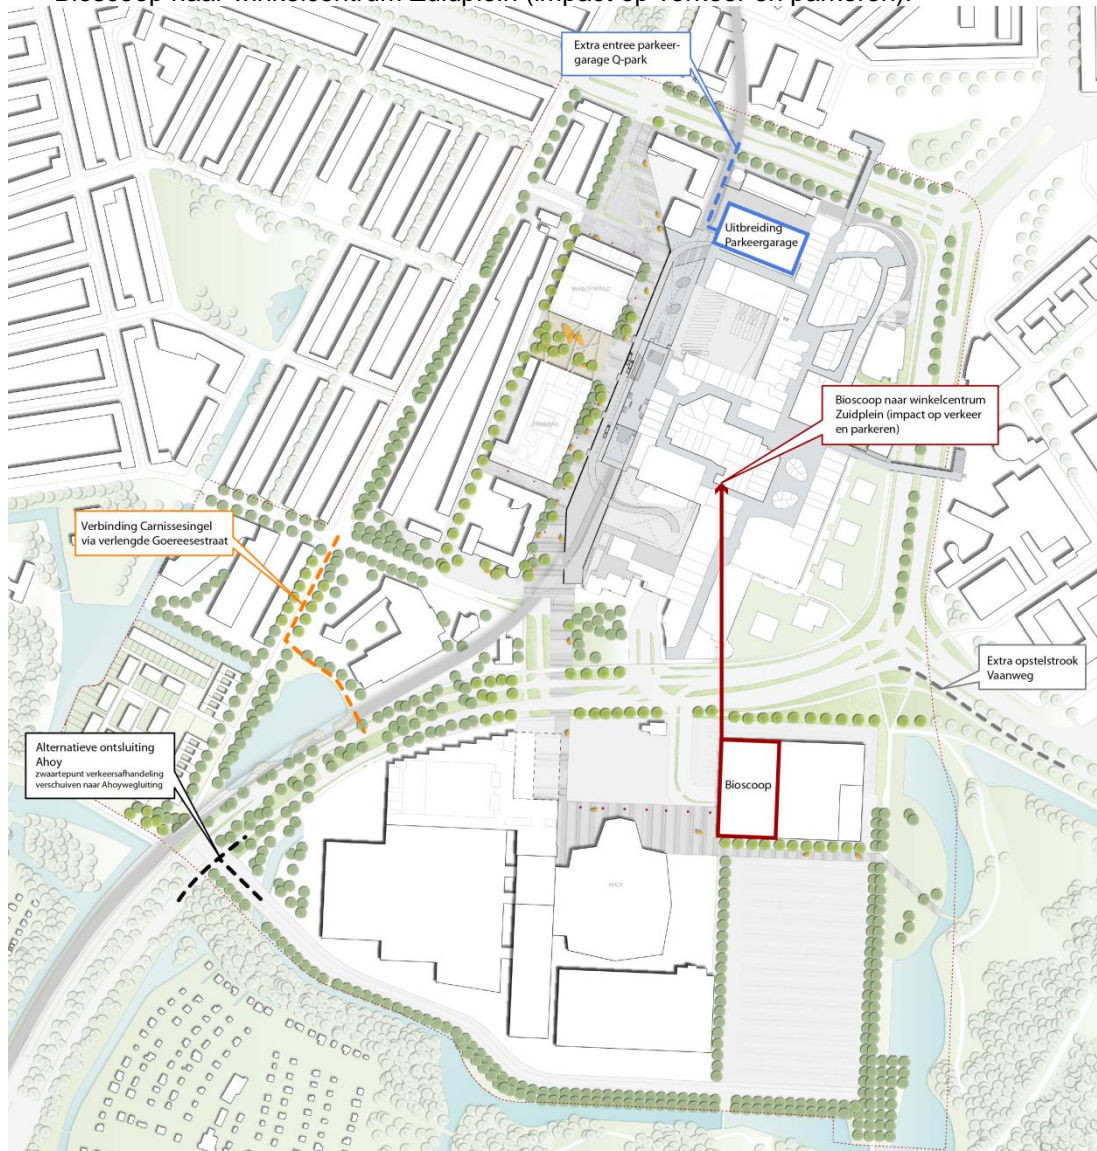 Bioscoop naar winkelcentrum Zuidplein (impact op verkeer en parkeren).
Extra entree parkeer-
garage Q-park
Uitbreiding
Parkeergarage
Bioscoop naar winkelcentrum
Zuidplein (impact op verkeer
en parkeren)
Verbinding Carnissesingel
via verlengde Goereesestraat
Extra opstelstrook
Vaanweg
Alternatieve ontsluiting
Ahoy
zwaartepunt verkeersafhandeling
verschuiven naar Ahoywegluiting
Bioscoop
AHOY